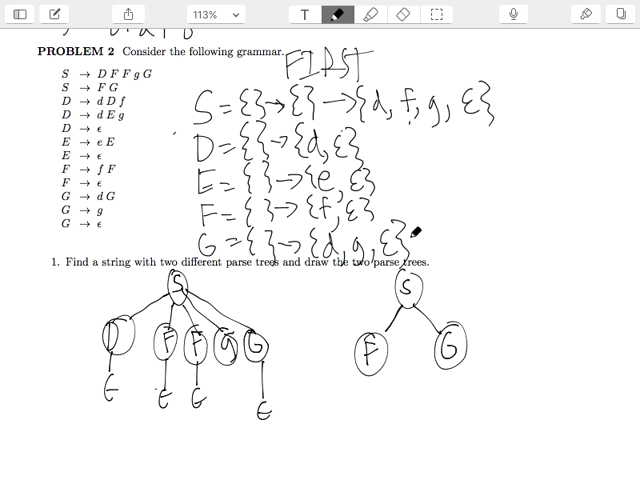 113%
T
PROBLEM 2 Consider the following grammar.
FIRST
S → D F F g G
S → F G
D → d D f
D → d E g
D → ϵ
E → e E
E → ϵ
F → f F
F → ϵ
G → d G
G → g
G → ϵ
S = {} → {} → {d, f, g, ε}
D = {} → {d, ε}
E = {} → {e, ε}
F = {} → {f, ε}
G = {} → {d, g, ε}
1. Find a string with two different parse trees and draw the two parse trees.
S S
D F F g G F G
ε ε ε ε